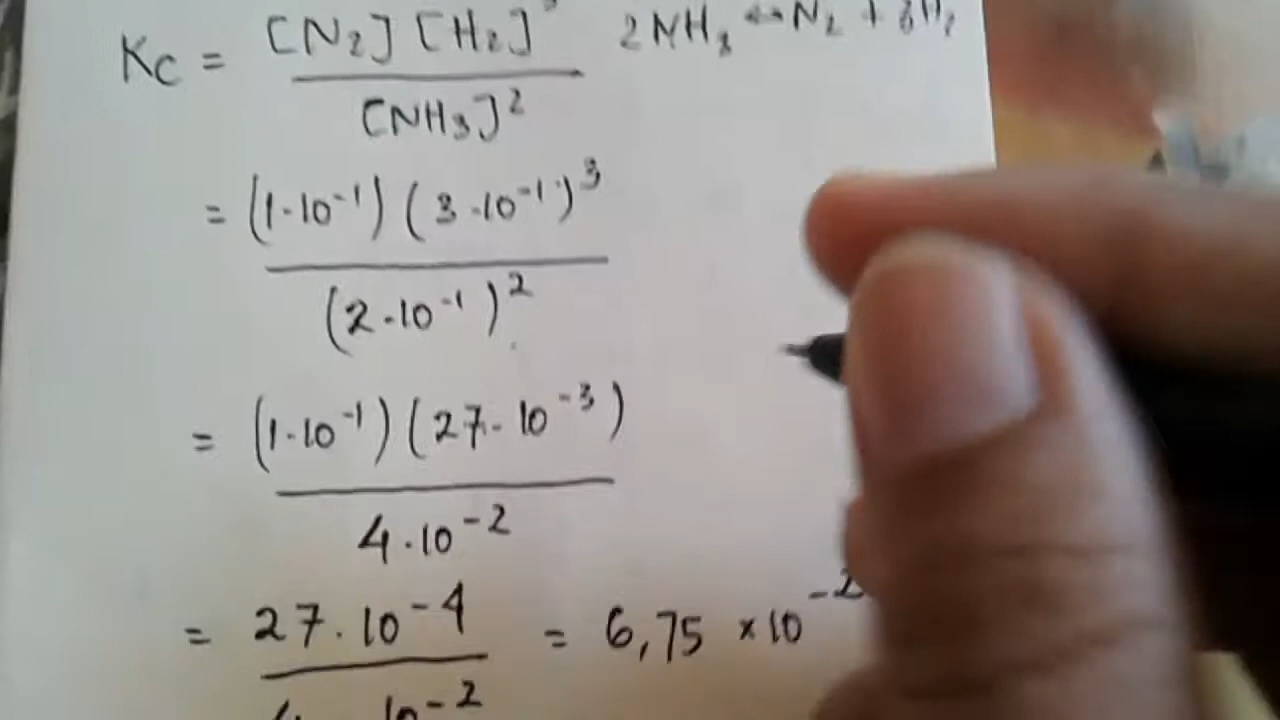 Kc = [N₂] [H₂]³ / [NH₃]² 2NH₃ ↔ N₂ + 3H₂
= (1·10⁻¹) (3·10⁻¹)³ / (2·10⁻¹)²
= (1·10⁻¹) (27·10⁻³) / 4·10⁻²
= 27·10⁻⁴ / 4·10⁻² = 6,75 × 10⁻²